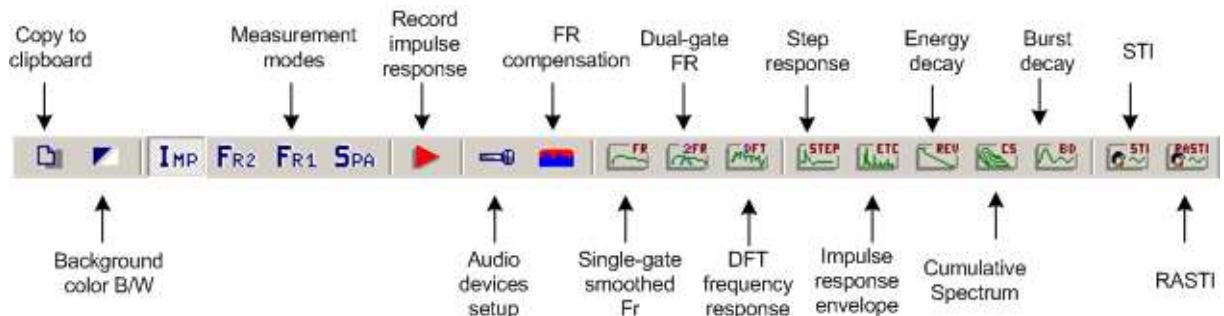 Copy to
clipboard
Measurement
modes
Record
impulse
response
FR
compensation
Dual-gate
FR
Step
response
Energy
decay
Burst
decay
STI
IMP FR2 FR1 SPA FR 2FR DFT STEP ETC REV CS BD STI RASTI
Background
color B/W
Audio
devices
setup
Single-gate
smoothed
Fr
DFT
frequency
response
Impulse
response
envelope
Cumulative
Spectrum
RASTI